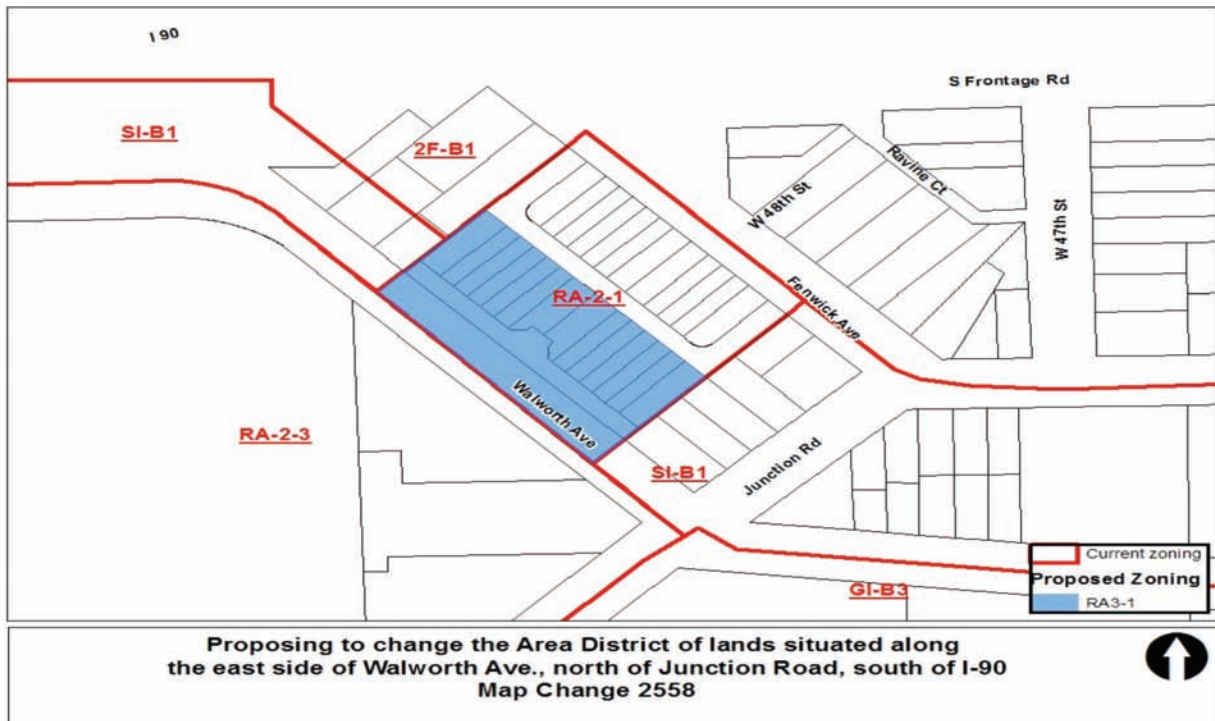 I 90
S Frontage Rd
SI-B1
2F-B1
Ravine Ct
W 48th St
W 47th St
RA-2-1
Fenwick Ave
Walworth Ave
RA-2-3
SI-B1
Junction Rd
GI-B3
Current zoning
Proposed Zoning
RA3-1
Proposing to change the Area District of lands situated along
the east side of Walworth Ave., north of Junction Road, south of I-90
Map Change 2558